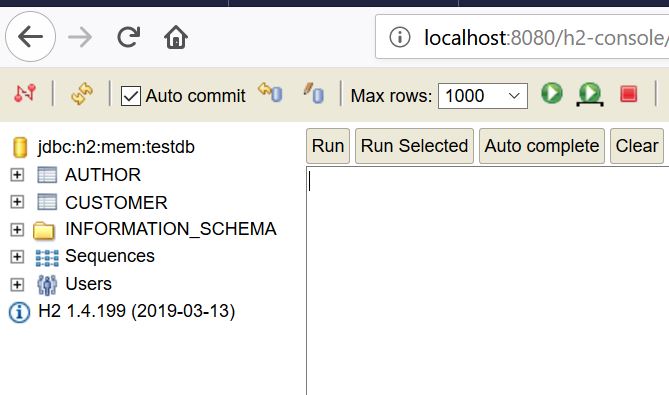 localhost:8080/h2-console/
Auto commit
Max rows: 1000
jdbc:h2:mem:testdb
Run Run Selected Auto complete Clear
AUTHOR
CUSTOMER
INFORMATION_SCHEMA
Sequences
Users
H2 1.4.199 (2019-03-13)